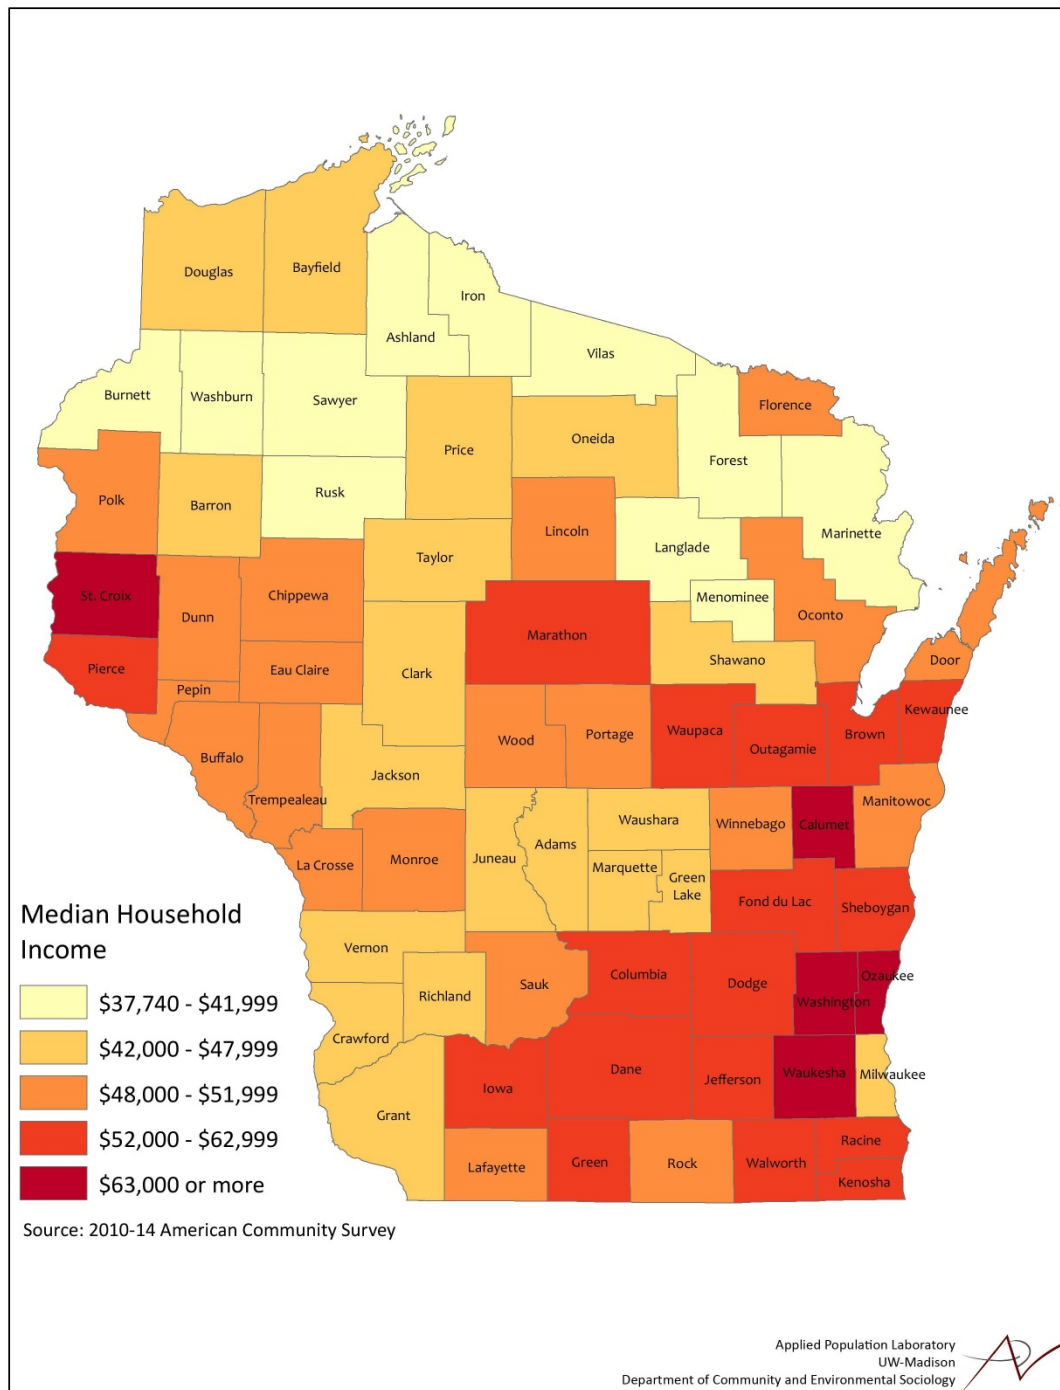 Douglas
Bayfield
Iron
Ashland
Vilas
Burnett
Washburn
Sawyer
Florence
Price
Oneida
Forest
Polk
Barron
Rusk
Lincoln
Marinette
Langlade
Taylor
St. Croix
Chippewa
Menominee
Dunn
Oconto
Marathon
Pierce
Eau Claire
Clark
Shawano
Door
Pepin
Kewaunee
Waupaca
Wood
Portage
Brown
Outagamie
Buffalo
Jackson
Trempealeau
Manitowoc
Waushara
Winnebago
Calumet
Adams
Juneau
La Crosse
Monroe
Marquette
Green
Lake
Fond du Lac
Sheboygan
Median Household
Income
Vernon
Columbia
Sauk
Dodge
Ozaukee
Washington
Richland
$37,740 - $41,999
Crawford
$42,000 - $47,999
Dane
Waukesha
Milwaukee
Jefferson
Iowa
$48,000 - $51,999
Grant
$52,000 - $62,999
Racine
Lafayette
Green
Rock
Walworth
Kenosha
$63,000 or more
Source: 2010-14 American Community Survey
Applied Population Laboratory
UW-Madison
Department of Community and Environmental Sociology